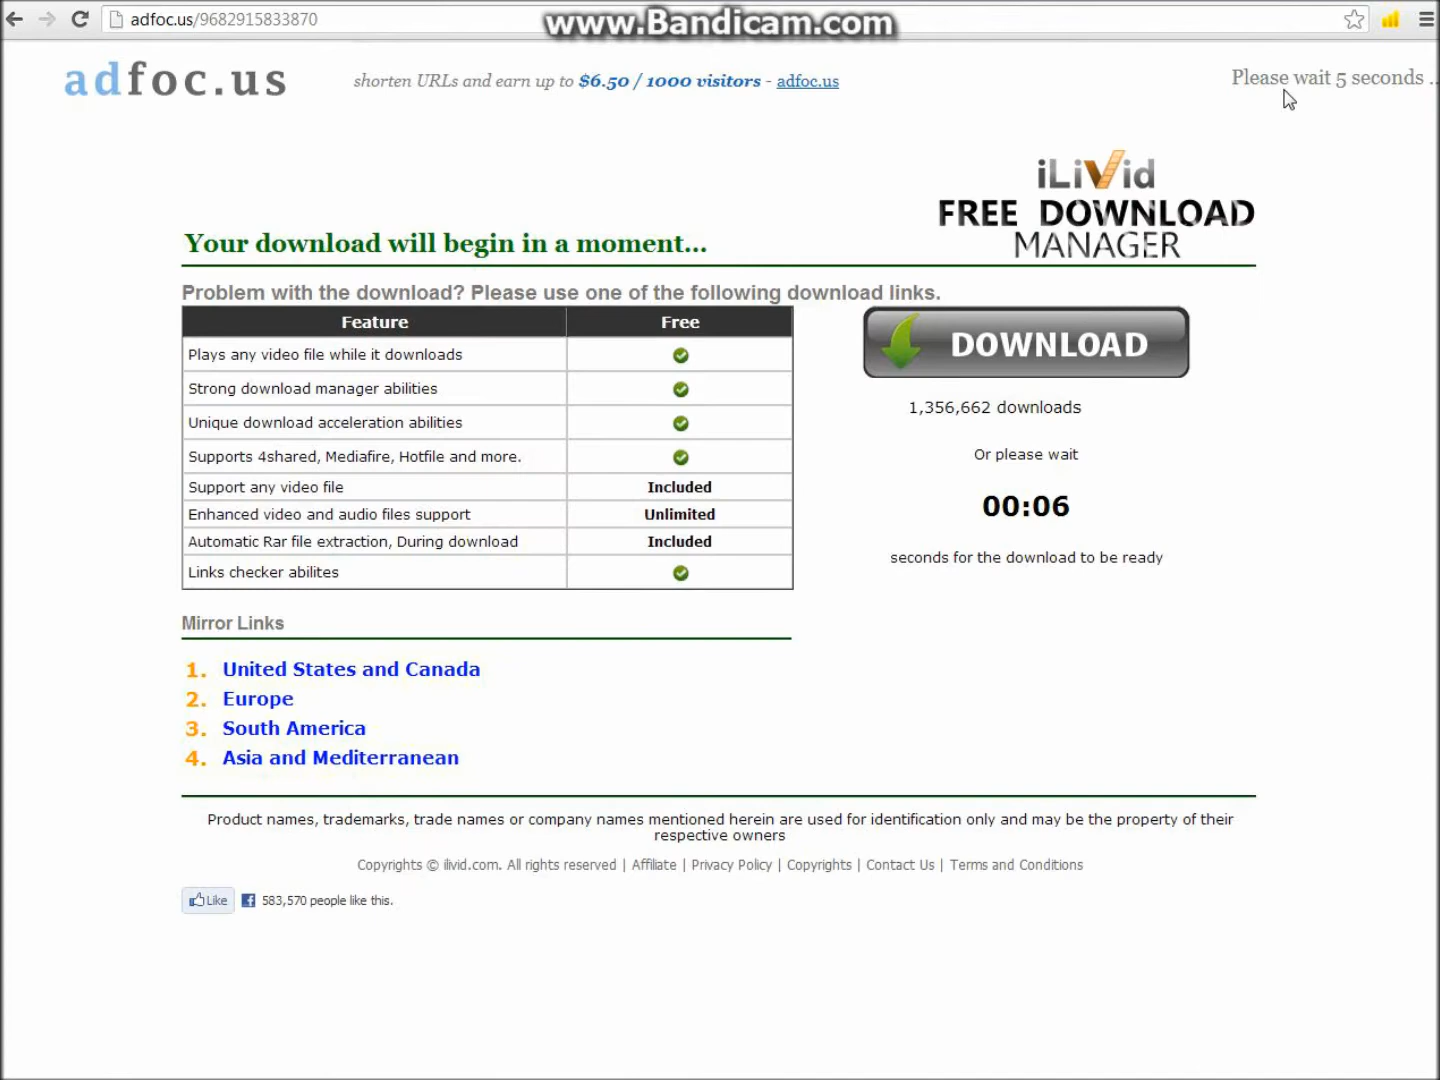 adfoc.us/9682915833870
www.Bandicam.com
adfoc.us
shorten URLs and earn up to $6.50 / 1000 visitors - adfoc.us
Please wait 5 seconds ..
iLiVid
FREE DOWNLOAD
MANAGER
Your download will begin in a moment...
Problem with the download? Please use one of the following download links.
Feature Free
Plays any video file while it downloads
Strong download manager abilities
Unique download acceleration abilities
Supports 4shared, Mediafire, Hotfile and more.
Support any video file Included
Enhanced video and audio files support Unlimited
Automatic Rar file extraction, During download Included
Links checker abilites
DOWNLOAD
1,356,662 downloads
Or please wait
00:06
seconds for the download to be ready
Mirror Links
1. United States and Canada
2. Europe
3. South America
4. Asia and Mediterranean
Product names, trademarks, trade names or company names mentioned herein are used for identification only and may be the property of their
respective owners
Copyrights © ilivid.com. All rights reserved | Affiliate | Privacy Policy | Copyrights | Contact Us | Terms and Conditions
Like 583,570 people like this.